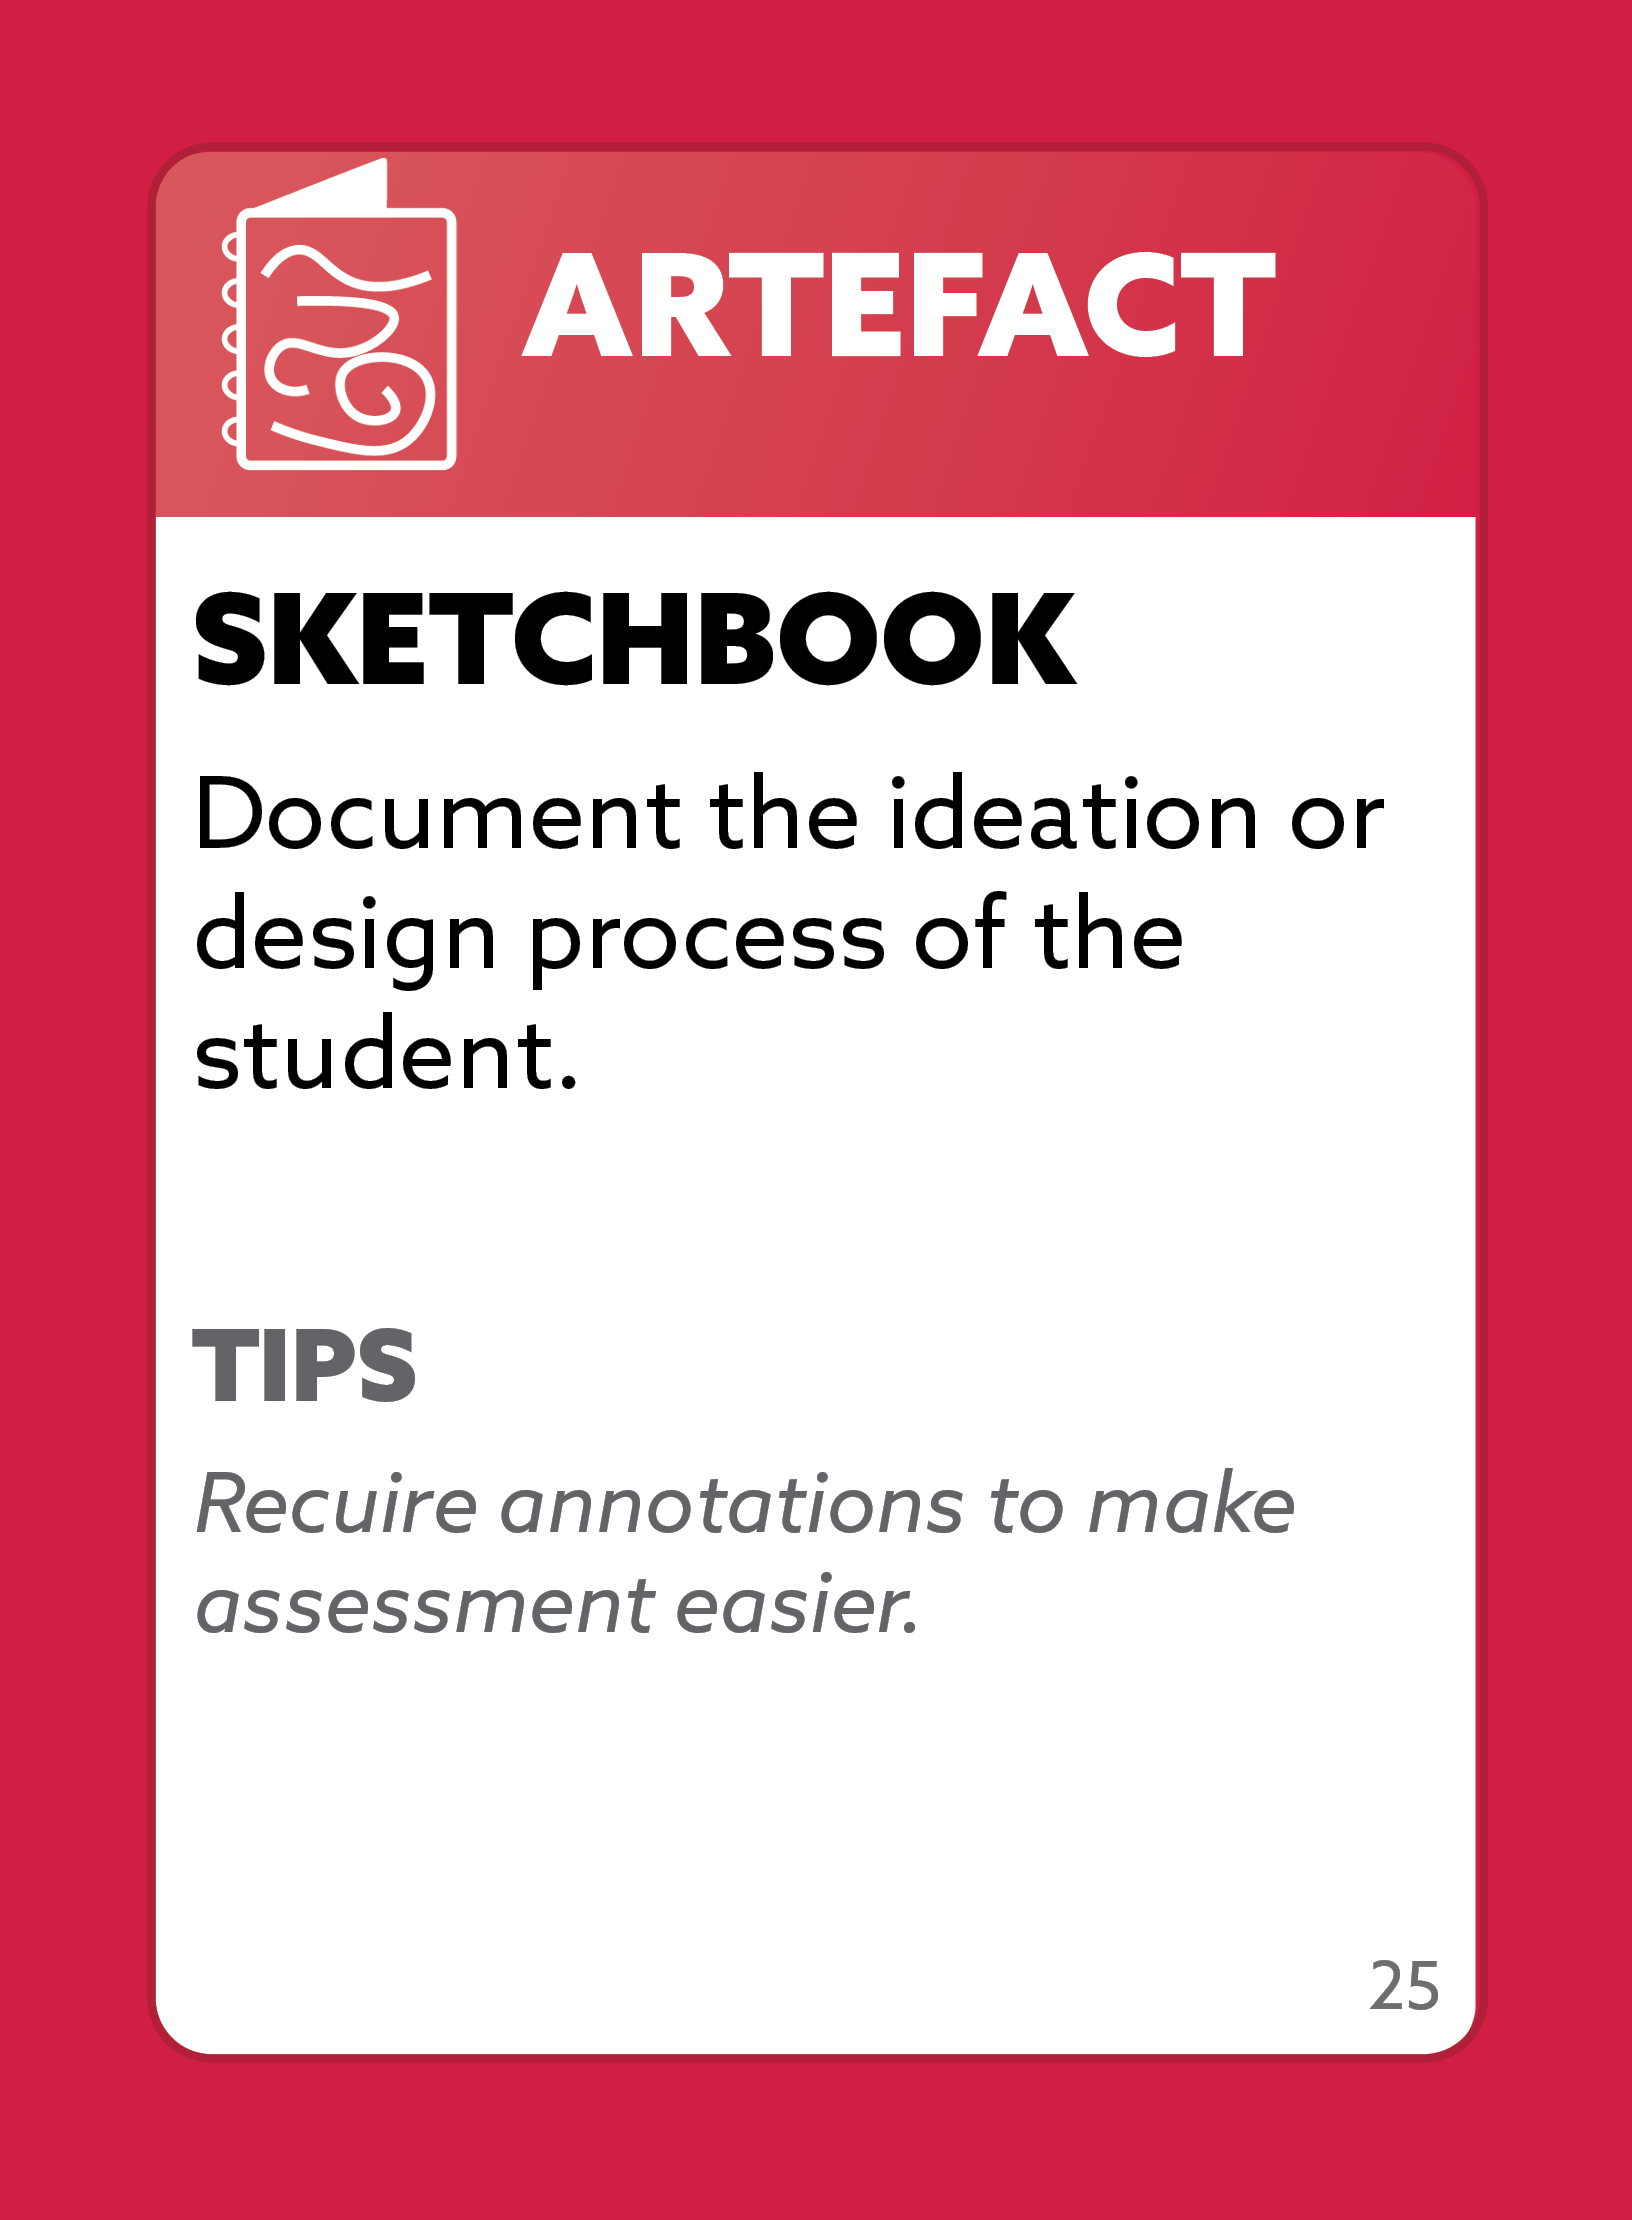 ARTEFACT
SKETCHBOOK
Document the ideation or
design process of the
student.
TIPS
Recuire annotations to make
assessment easier.
25